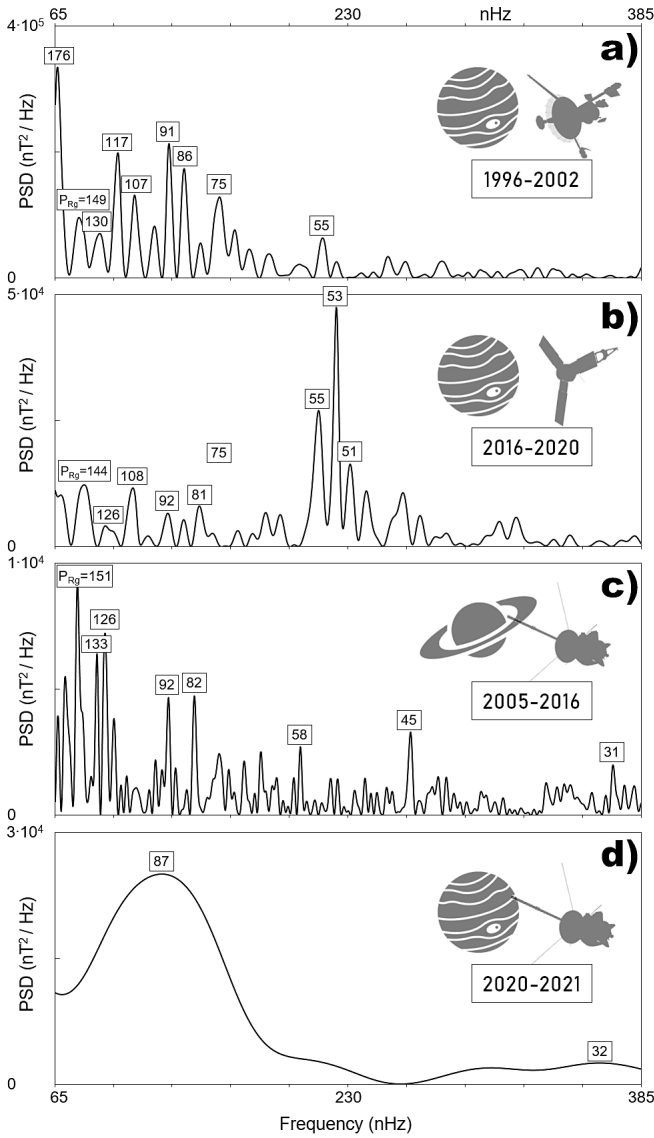 65 230 nHz 385
4·10⁵
a)
176
PSD (nT² / Hz)
117
91
86
107
P_Rg=149
130
75
55
1996-2002
0
5·10⁴
53
b)
PSD (nT² / Hz)
55
75
51
P_Rg=144
108
126
92
81
2016-2020
0
1·10⁴
P_Rg=151
c)
PSD (nT² / Hz)
126
133
92
82
58
45
31
2005-2016
0
3·10⁴
87
d)
PSD (nT² / Hz)
32
2020-2021
0
65 230 385
Frequency (nHz)